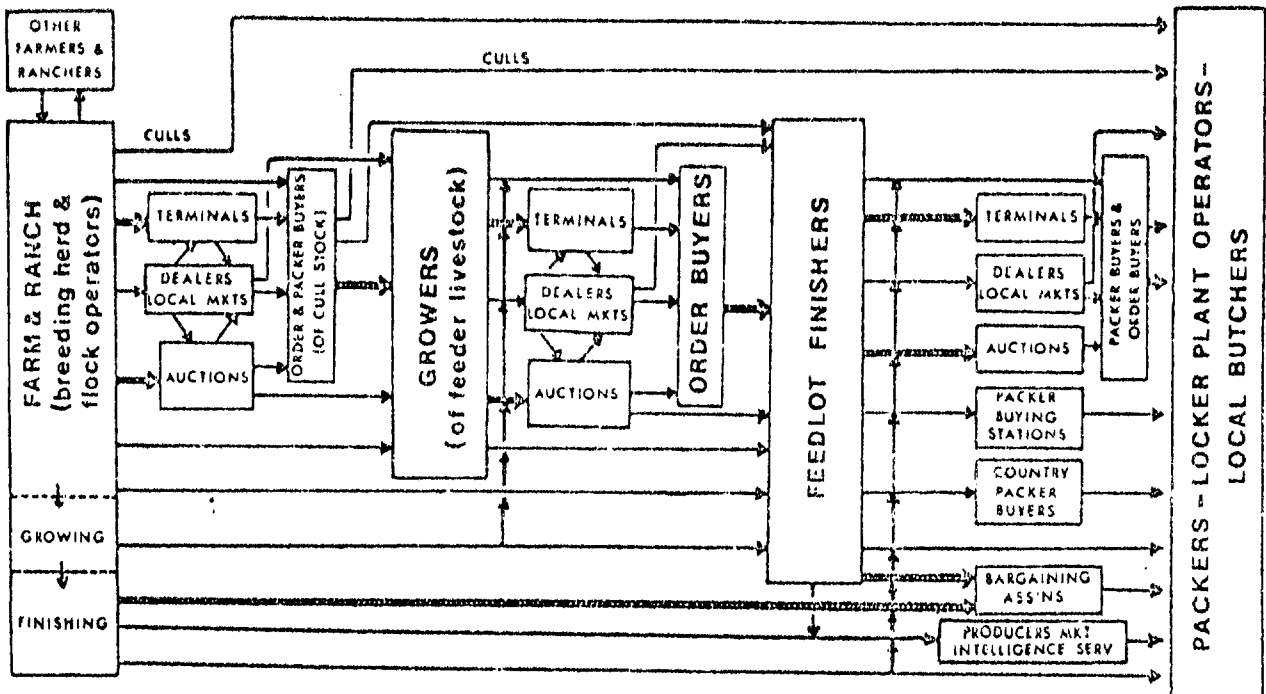 OTHER
FARMERS &
RANCHERS
CULLS
CULLS
FARM & RANCH
(breeding herd &
flock operators)
GROWING
FINISHING
TERMINALS
DEALERS
LOCAL MKTS
AUCTIONS
ORDER & PACKER BUYERS
(OF CULL STOCK)
GROWERS
(of feeder livestock)
TERMINALS
DEALERS
LOCAL MKTS
AUCTIONS
ORDER BUYERS
FEEDLOT FINISHERS
TERMINALS
DEALERS
LOCAL MKTS
AUCTIONS
PACKER BUYERS &
ORDER BUYERS
PACKER
BUYING
STATIONS
COUNTRY
PACKER
BUYERS
BARGAINING
ASS'NS
PRODUCERS MKT
INTELLIGENCE SERV
PACKERS - LOCKER PLANT OPERATORS -
LOCAL BUTCHERS